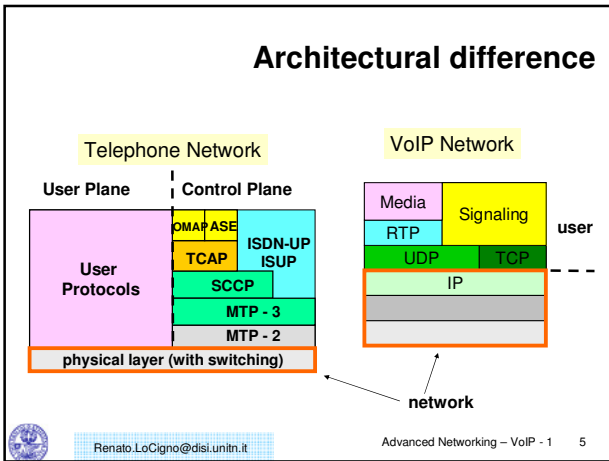 Architectural difference
Telephone Network
VoIP Network
User Plane
Control Plane
User
Protocols
OMAP
ASE
TCAP
ISDN-UP
ISUP
SCCP
MTP - 3
MTP - 2
physical layer (with switching)
Media
Signaling
RTP
UDP
TCP
IP
user
network
Renato.LoCigno@disi.unitn.it
Advanced Networking – VoIP - 1 5